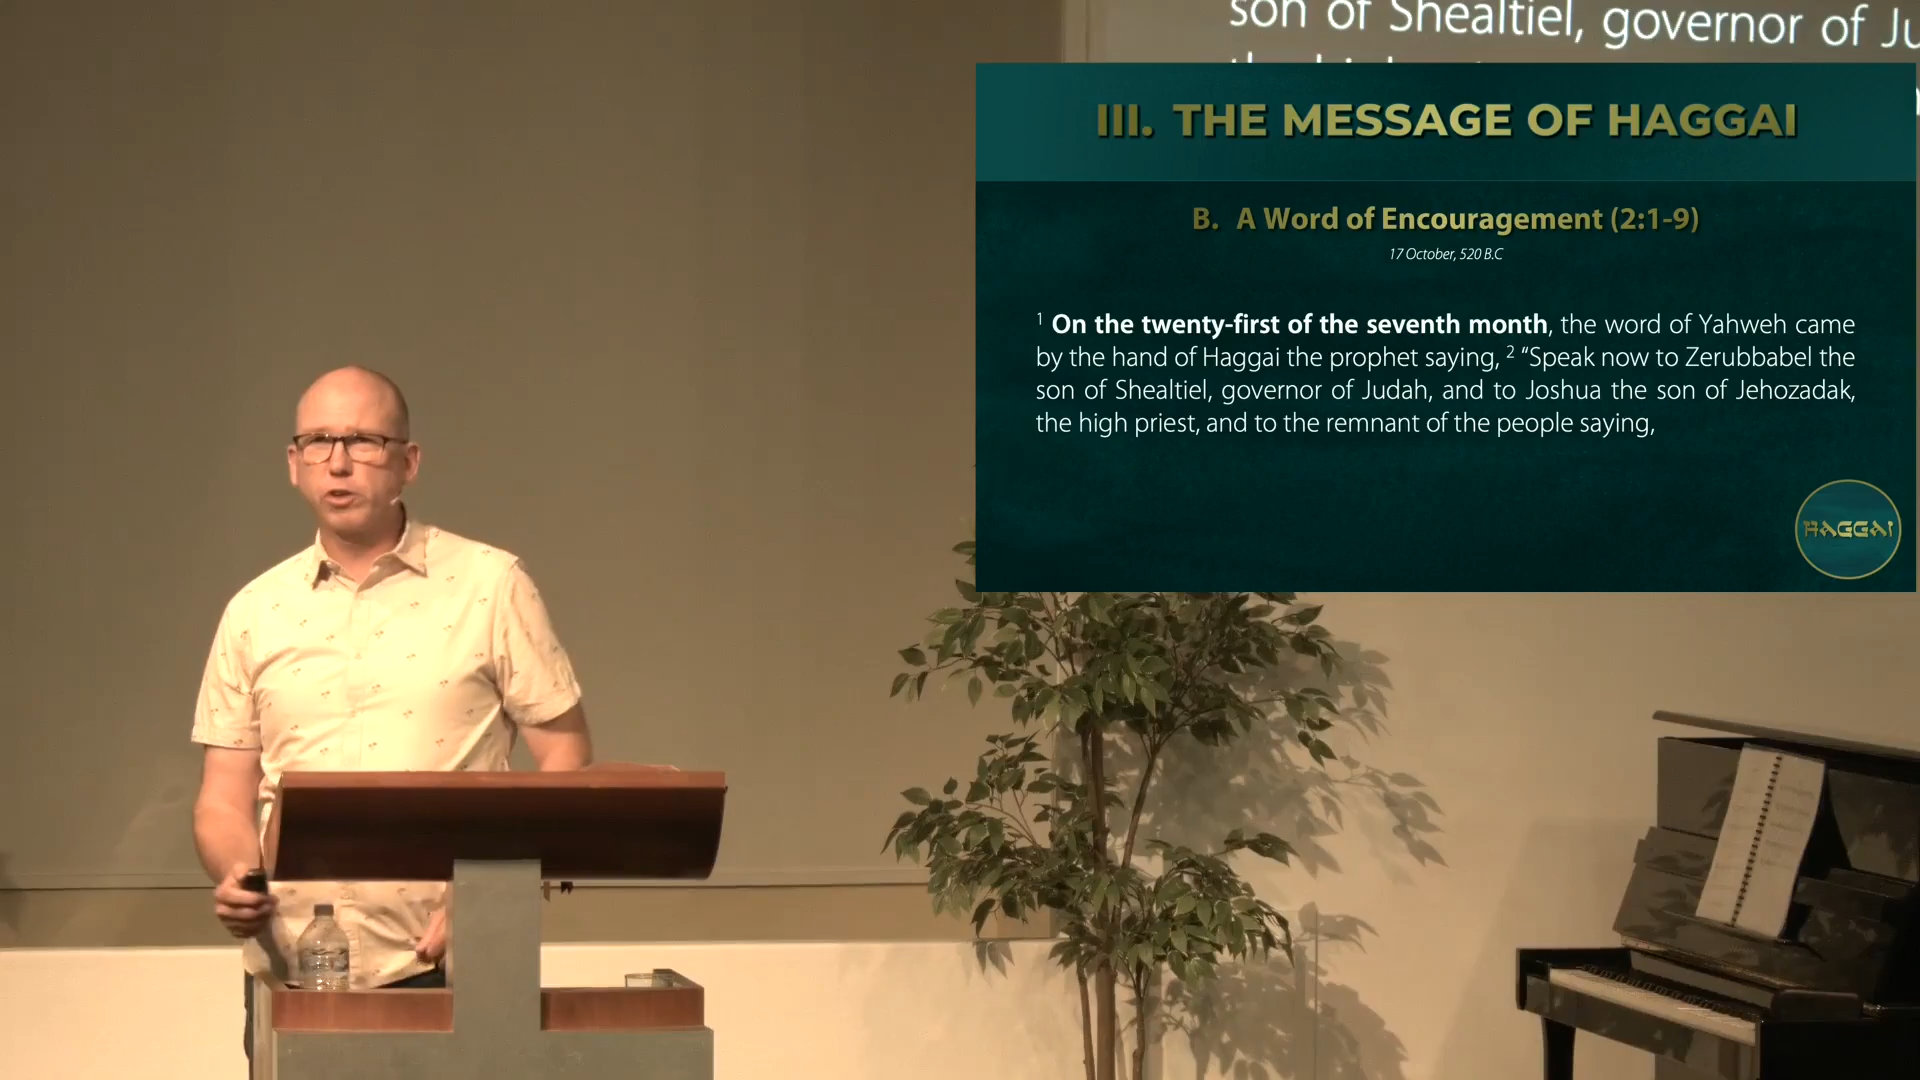 son of Shealtiel, governor of Ju
III. THE MESSAGE OF HAGGAI
B. A Word of Encouragement (2:1-9)
17 October, 520 B.C
1 On the twenty-first of the seventh month, the word of Yahweh came
by the hand of Haggai the prophet saying, 2 “Speak now to Zerubbabel the
son of Shealtiel, governor of Judah, and to Joshua the son of Jehozadak,
the high priest, and to the remnant of the people saying,
HAGGAI